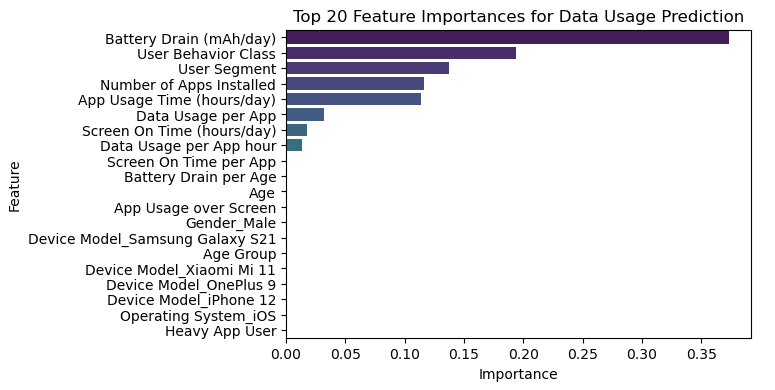 Top 20 Feature Importances for Data Usage Prediction
Battery Drain (mAh/day)
User Behavior Class
User Segment
Number of Apps Installed
App Usage Time (hours/day)
Data Usage per App
Screen On Time (hours/day)
Data Usage per App hour
Screen On Time per App
Battery Drain per Age
Age
App Usage over Screen
Gender_Male
Device Model_Samsung Galaxy S21
Age Group
Device Model_Xiaomi Mi 11
Device Model_OnePlus 9
Device Model_iPhone 12
Operating System_iOS
Heavy App User
Feature
0.00 0.05 0.10 0.15 0.20 0.25 0.30 0.35
Importance